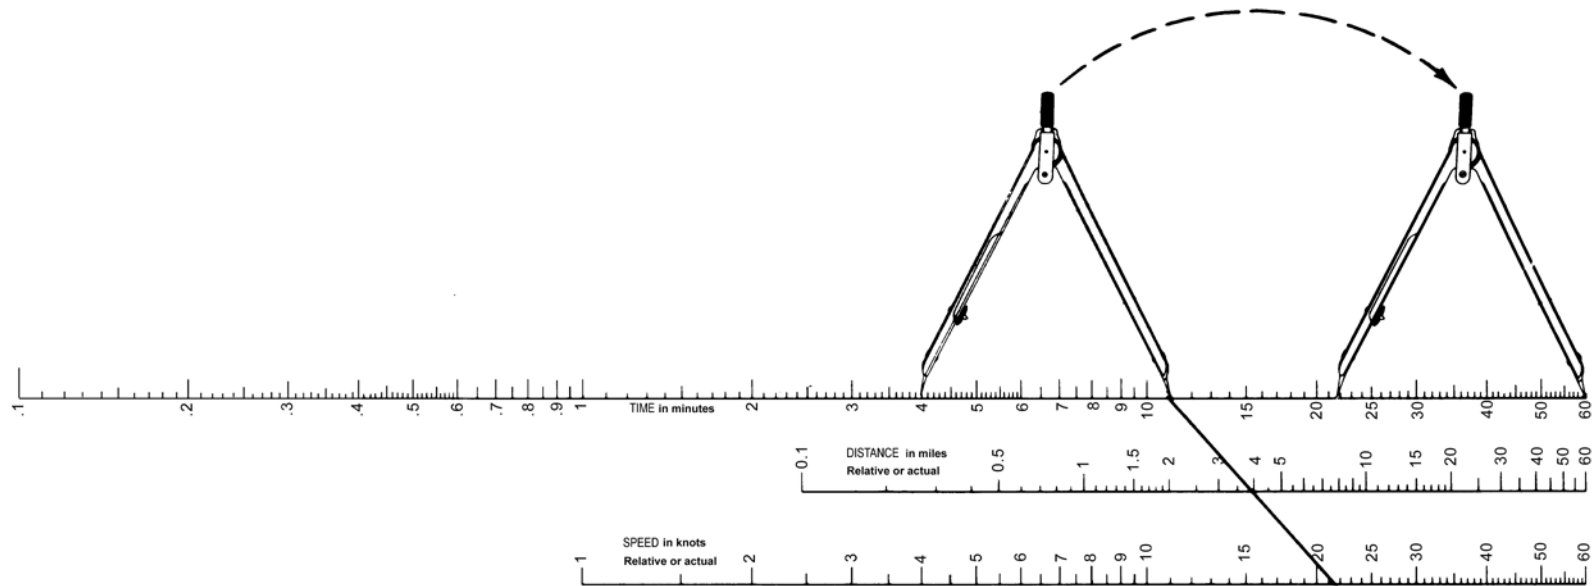 .1 .2 .3 .4 .5 .6 .7 .8 .9 1 2 3 4 5 6 7 8 9 10 15 20 25 30 40 50 60
TIME in minutes
DISTANCE in miles
Relative or actual
0.1 0.5 1 1.5 2 3 4 5 10 15 20 30 40 50 60
SPEED in knots
Relative or actual
1 2 3 4 5 6 7 8 9 10 15 20 25 30 40 50 60